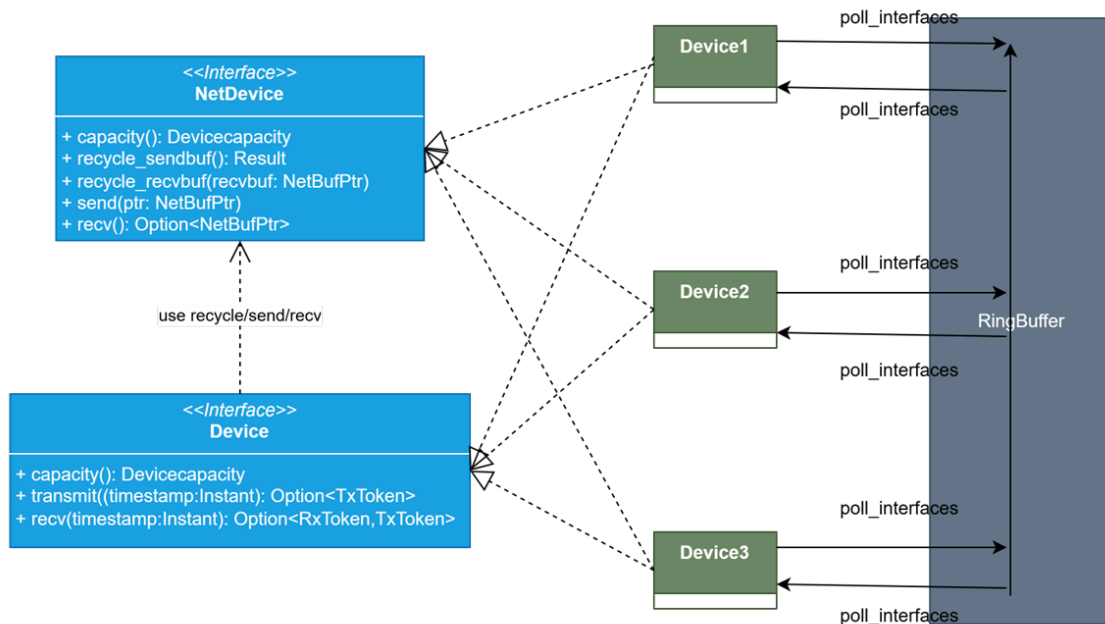 <<Interface>>
NetDevice
+ capacity(): Devicecapacity
+ recycle_sendbuf(): Result
+ recycle_recvbuf(recvbuf: NetBufPtr)
+ send(ptr: NetBufPtr)
+ recv(): Option<NetBufPtr>
use recycle/send/recv
<<Interface>>
Device
+ capacity(): Devicecapacity
+ transmit((timestamp:Instant): Option<TxToken>
+ recv(timestamp:Instant): Option<RxToken,TxToken>
Device1
poll_interfaces
poll_interfaces
Device2
poll_interfaces
poll_interfaces
Device3
poll_interfaces
poll_interfaces
RingBuffer